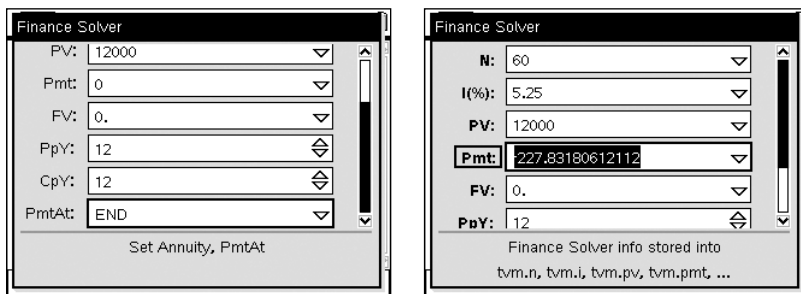 Finance Solver
PV: 12000
Pmt: 0
FV: 0.
PpY: 12
CpY: 12
PmtAt: END
Set Annuity, PmtAt
Finance Solver
N: 60
I(%): 5.25
PV: 12000
Pmt: -227.83180612112
FV: 0.
PpY: 12
Finance Solver info stored into
tvm.n, tvm.i, tvm.pv, tvm.pmt, ...